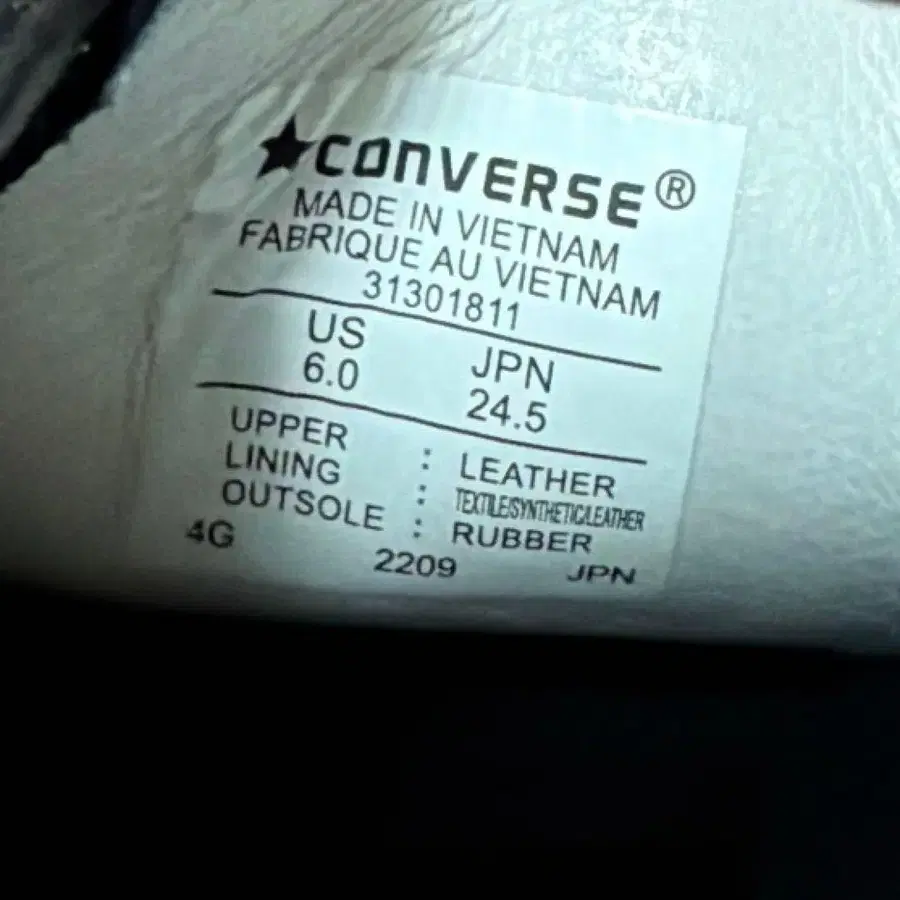 ★CONVERSE®
MADE IN VIETNAM
FABRIQUE AU VIETNAM
31301811
US JPN
6.0 24.5
UPPER : LEATHER
LINING : TEXTILE/SYNTHETIC/LEATHER
OUTSOLE : RUBBER
4G 2209 JPN